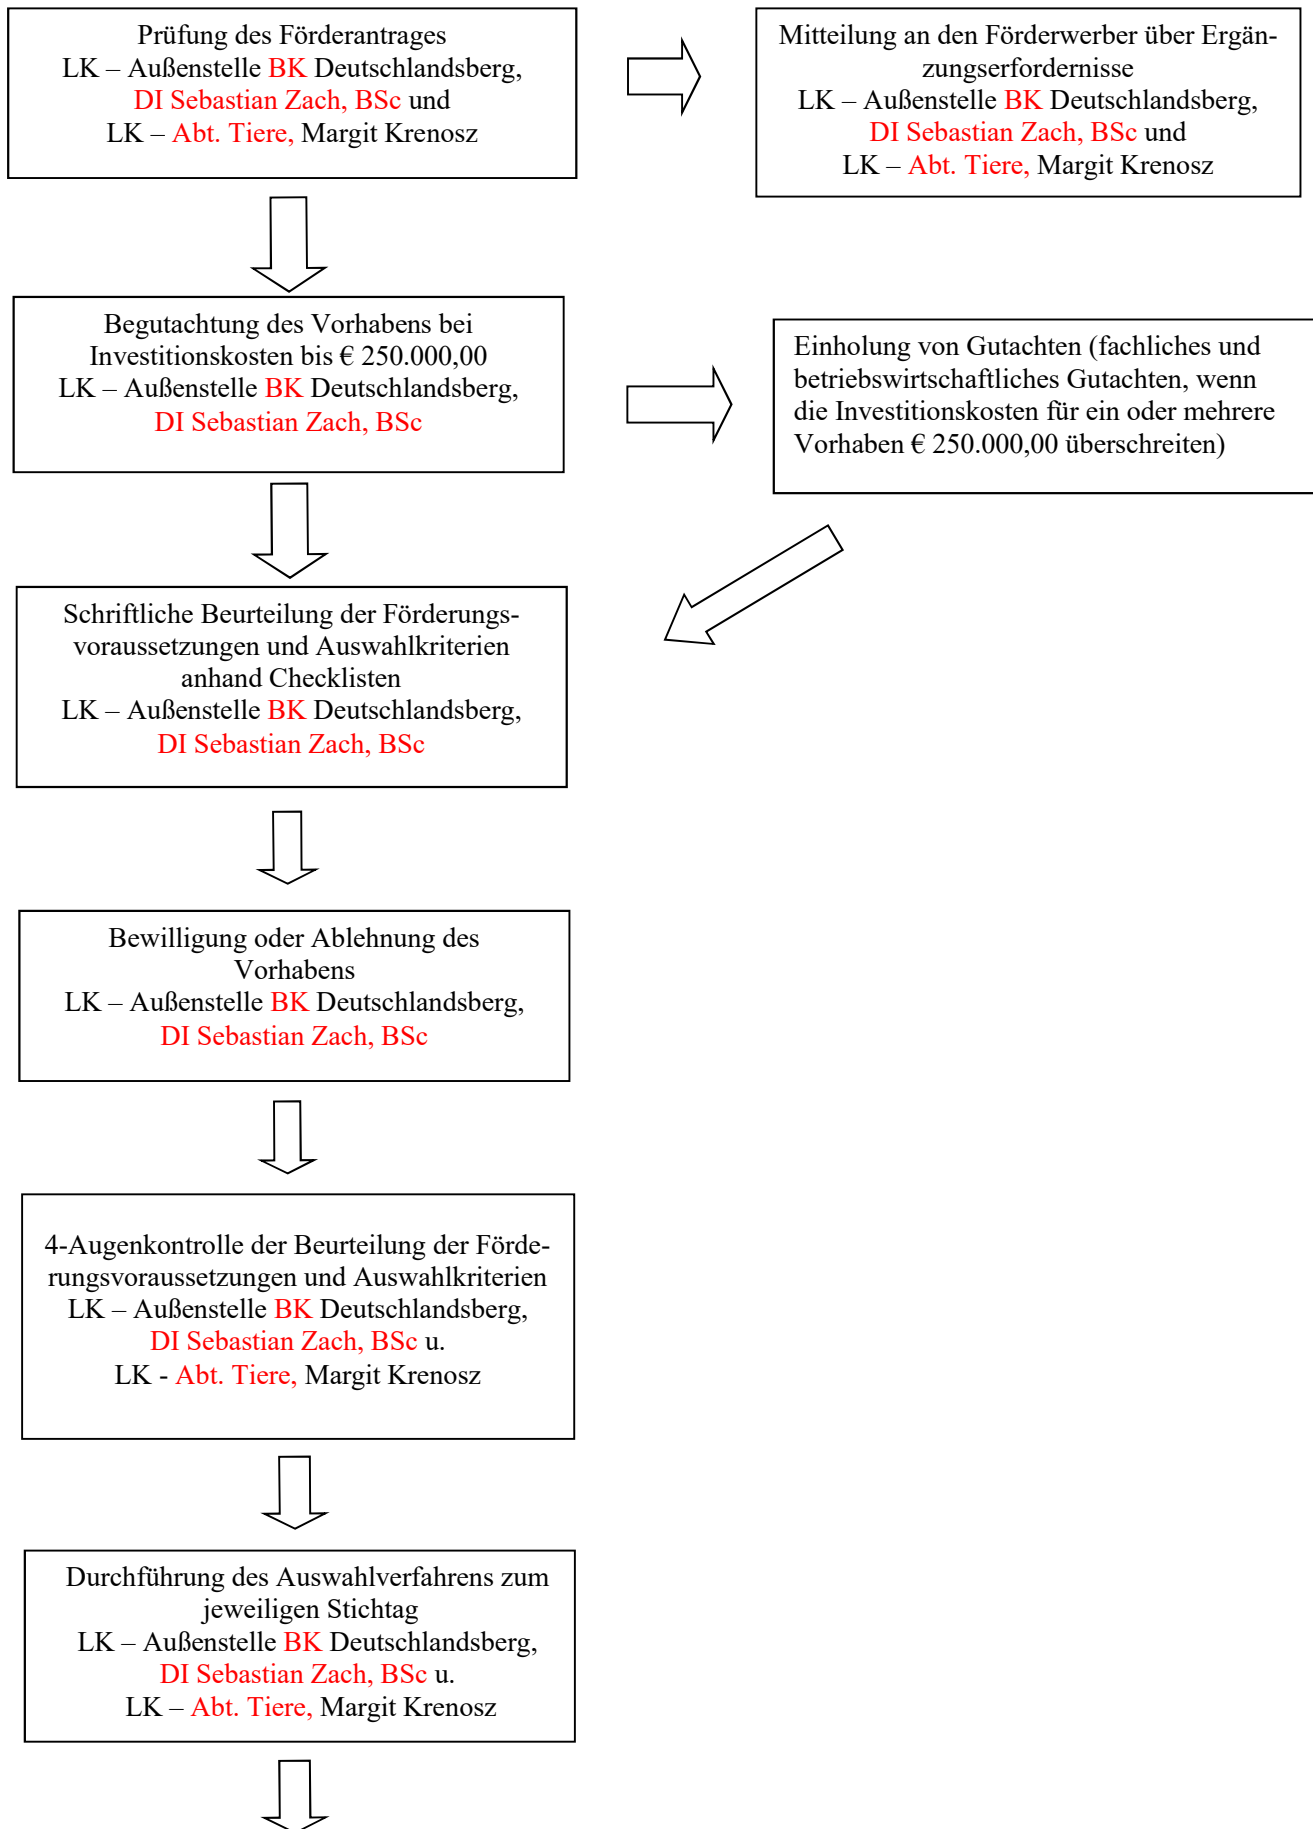 Prüfung des Förderantrages
LK – Außenstelle BK Deutschlandsberg,
DI Sebastian Zach, BSc und
LK – Abt. Tiere, Margit Krenosz
Mitteilung an den Förderwerber über Ergän-
zungserfordernisse
LK – Außenstelle BK Deutschlandsberg,
DI Sebastian Zach, BSc und
LK – Abt. Tiere, Margit Krenosz
Begutachtung des Vorhabens bei
Investitionskosten bis € 250.000,00
LK – Außenstelle BK Deutschlandsberg,
DI Sebastian Zach, BSc
Einholung von Gutachten (fachliches und
betriebswirtschaftliches Gutachten, wenn
die Investitionskosten für ein oder mehrere
Vorhaben € 250.000,00 überschreiten)
Schriftliche Beurteilung der Förderungs-
voraussetzungen und Auswahlkriterien
anhand Checklisten
LK – Außenstelle BK Deutschlandsberg,
DI Sebastian Zach, BSc
Bewilligung oder Ablehnung des
Vorhabens
LK – Außenstelle BK Deutschlandsberg,
DI Sebastian Zach, BSc
4-Augenkontrolle der Beurteilung der Förde-
rungsvoraussetzungen und Auswahlkriterien
LK – Außenstelle BK Deutschlandsberg,
DI Sebastian Zach, BSc u.
LK - Abt. Tiere, Margit Krenosz
Durchführung des Auswahlverfahrens zum
jeweiligen Stichtag
LK – Außenstelle BK Deutschlandsberg,
DI Sebastian Zach, BSc u.
LK – Abt. Tiere, Margit Krenosz